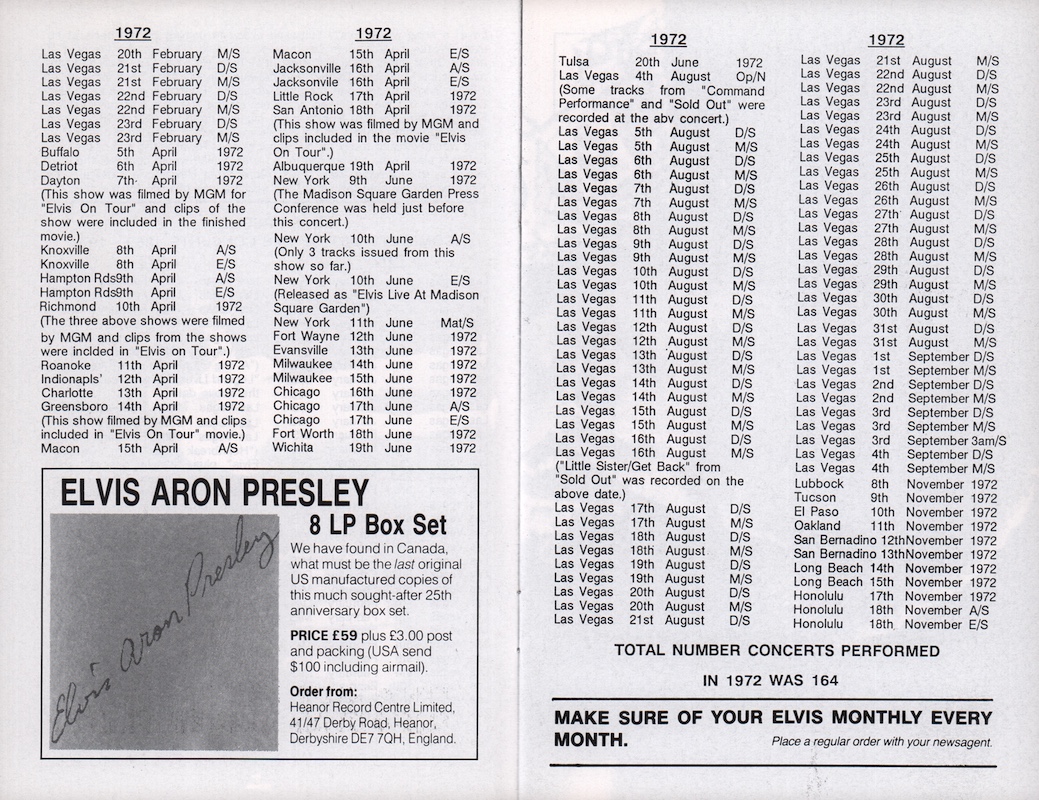 1972
Las Vegas 20th February M/S
Las Vegas 21st February D/S
Las Vegas 21st February M/S
Las Vegas 22nd February D/S
Las Vegas 22nd February M/S
Las Vegas 23rd February D/S
Las Vegas 23rd February M/S
Buffalo 5th April 1972
Detriot 6th April 1972
Dayton 7th April 1972
(This show was filmed by MGM for
"Elvis On Tour" and clips of the
show were included in the finished
movie.)
Knoxville 8th April A/S
Knoxville 8th April E/S
Hampton Rds 9th April A/S
Hampton Rds 9th April E/S
Richmond 10th April 1972
(The three above shows were filmed
by MGM and clips from the shows
were inclded in "Elvis on Tour".)
Roanoke 11th April 1972
Indionapls' 12th April 1972
Charlotte 13th April 1972
Greensboro 14th April 1972
(This show filmed by MGM and clips
included in "Elvis On Tour" movie.)
Macon 15th April A/S
1972
Macon 15th April E/S
Jacksonville 16th April A/S
Jacksonvile 16th April E/S
Little Rock 17th April 1972
San Antonio 18th April 1972
(This show was filmed by MGM and
clips included in the movie "Elvis
On Tour".)
Albuquerque 19th April 1972
New York 9th June 1972
(The Madison Square Garden Press
Conference was held just before
this concert.)
New York 10th June A/S
(Only 3 tracks issued from this
show so far.)
New York 10th June E/S
(Released as "Elvis Live At Madison
Square Garden")
New York 11th June Mat/S
Fort Wayne 12th June 1972
Evansville 13th June 1972
Milwaukee 14th June 1972
Milwaukee 15th June 1972
Chicago 16th June 1972
Chicago 17th June A/S
Chicago 17th June E/S
Fort Worth 18th June 1972
Wichita 19th June 1972
ELVIS ARON PRESLEY
8 LP Box Set
Elvis Aron Presley
We have found in Canada,
what must be the last original
US manufactured copies of
this much sought-after 25th
anniversary box set.
PRICE £59 plus £3.00 post
and packing (USA send
$100 including airmail).
Order from:
Heanor Record Centre Limited,
41/47 Derby Road, Heanor,
Derbyshire DE7 7QH, England.
1972
Tulsa 20th June 1972
Las Vegas 4th August Op/N
(Some tracks from "Command
Performance" and "Sold Out" were
recorded at the abv concert.)
Las Vegas 5th August D/S
Las Vegas 5th August M/S
Las Vegas 6th August D/S
Las Vegas 6th August M/S
Las Vegas 7th August D/S
Las Vegas 7th August M/S
Las Vegas 8th August D/S
Las Vegas 8th August M/S
Las Vegas 9th August D/S
Las Vegas 9th August M/S
Las Vegas 10th August D/S
Las Vegas 10th August M/S
Las Vegas 11th August D/S
Las Vegas 11th August M/S
Las Vegas 12th August D/S
Las Vegas 12th August M/S
Las Vegas 13th August D/S
Las Vegas 13th August M/S
Las Vegas 14th August D/S
Las Vegas 14th August M/S
Las Vegas 15th August D/S
Las Vegas 15th August M/S
Las Vegas 16th August D/S
Las Vegas 16th August M/S
("Little Sister/Get Back" from
"Sold Out" was recorded on the
above date.)
Las Vegas 17th August D/S
Las Vegas 17th August M/S
Las Vegas 18th August D/S
Las Vegas 18th August M/S
Las Vegas 19th August D/S
Las Vegas 19th August M/S
Las Vegas 20th August D/S
Las Vegas 20th August M/S
Las Vegas 21st August D/S
1972
Las Vegas 21st August M/S
Las Vegas 22nd August D/S
Las Vegas 22nd August M/S
Las Vegas 23rd August D/S
Las Vegas 23rd August M/S
Las Vegas 24th August D/S
Las Vegas 24th August M/S
Las Vegas 25th August D/S
Las Vegas 25th August M/S
Las Vegas 26th August D/S
Las Vegas 26th August M/S
Las Vegas 27th August D/S
Las Vegas 27th August M/S
Las Vegas 28th August D/S
Las Vegas 28th August M/S
Las Vegas 29th August D/S
Las Vegas 29th August M/S
Las Vegas 30th August D/S
Las Vegas 30th August M/S
Las Vegas 31st August D/S
Las Vegas 31st August M/S
Las Vegas 1st September D/S
Las Vegas 1st September M/S
Las Vegas 2nd September D/S
Las Vegas 2nd September M/S
Las Vegas 3rd September D/S
Las Vegas 3rd September M/S
Las Vegas 3rd September 3am/S
Las Vegas 4th September D/S
Las Vegas 4th September M/S
Lubbock 8th November 1972
Tucson 9th November 1972
El Paso 10th November 1972
Oakland 11th November 1972
San Bernadino 12th November 1972
San Bernadino 13th November 1972
Long Beach 14th November 1972
Long Beach 15th November 1972
Honolulu 17th November 1972
Honolulu 18th November A/S
Honolulu 18th November E/S
TOTAL NUMBER CONCERTS PERFORMED
IN 1972 WAS 164
MAKE SURE OF YOUR ELVIS MONTHLY EVERY
MONTH. Place a regular order with your newsagent.